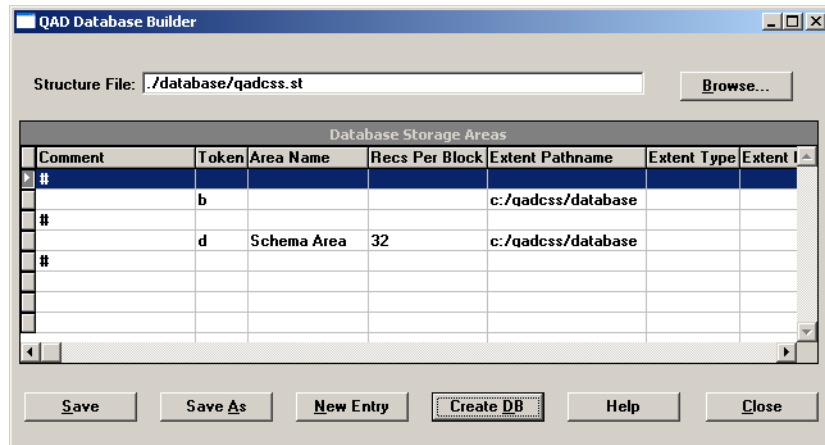 QAD Database Builder
Structure File: ./database/qadcss.st Browse...
Database Storage Areas
Comment Token Area Name Recs Per Block Extent Pathname Extent Type Extent
#
b c:/qadcss/database
#
d Schema Area 32 c:/qadcss/database
#
Save Save As New Entry Create DB Help Close